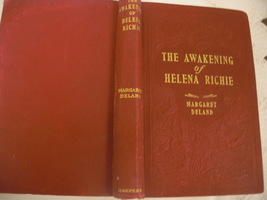 THE
AWAKENING
OF
HELENA
RICHIE
MARGARET
DELAND
HARPERS
THE AWAKENING
of
HELENA RICHIE
MARGARET
DELAND